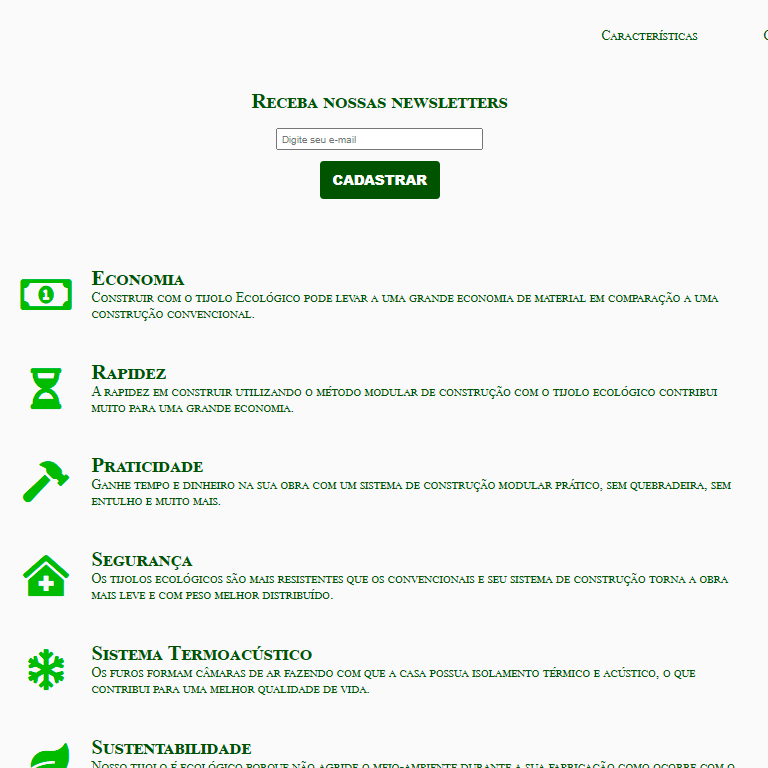 Características
Receba nossas newsletters
Digite seu e-mail
CADASTRAR
Economia
Construir com o tijolo Ecológico pode levar a uma grande economia de material em comparação a uma
construção convencional.
Rapidez
A rapidez em construir utilizando o método modular de construção com o tijolo ecológico contribui
muito para uma grande economia.
Praticidade
Ganhe tempo e dinheiro na sua obra com um sistema de construção modular prático, sem quebradeira, sem
entulho e muito mais.
Segurança
Os tijolos ecológicos são mais resistentes que os convencionais e seu sistema de construção torna a obra
mais leve e com peso melhor distribuído.
Sistema Termoacústico
Os furos formam câmaras de ar fazendo com que a casa possua isolamento térmico e acústico, o que
contribui para uma melhor qualidade de vida.
Sustentabilidade
Nosso tijolo é ecológico porque não agride o meio-ambiente durante a sua fabricação como ocorre com o